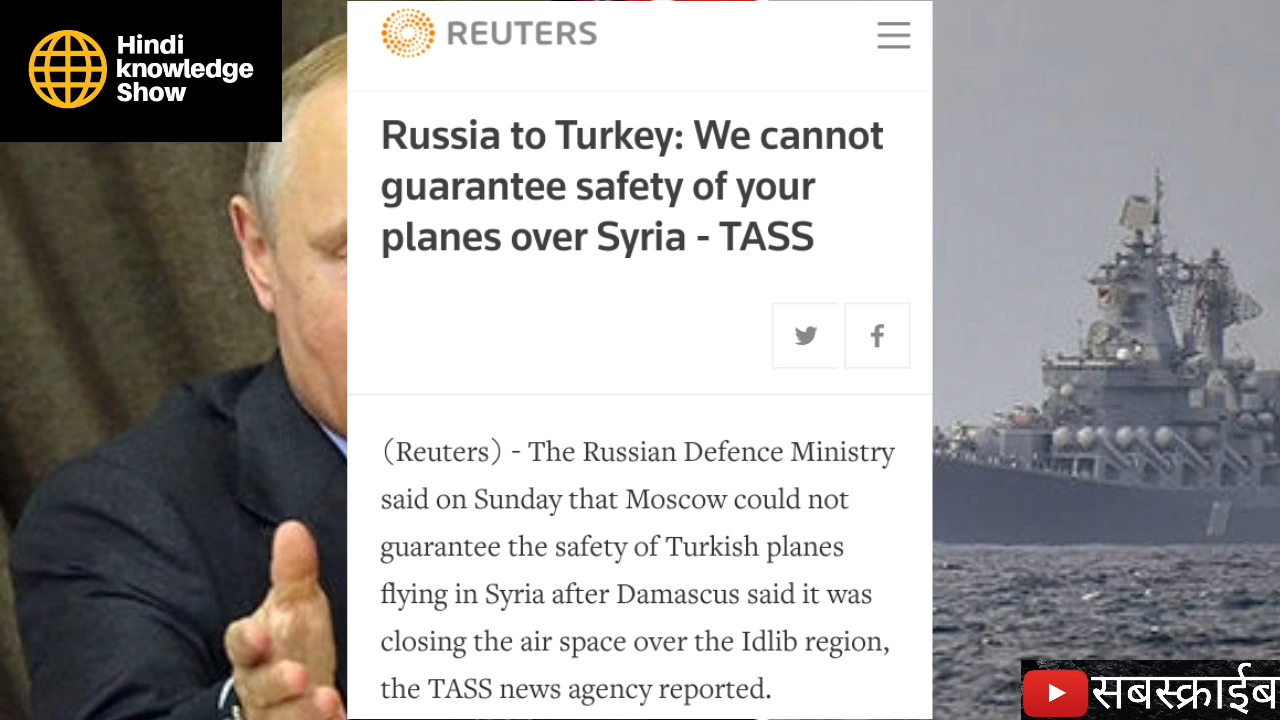 Hindi
knowledge
Show
REUTERS
Russia to Turkey: We cannot
guarantee safety of your
planes over Syria - TASS
(Reuters) - The Russian Defence Ministry
said on Sunday that Moscow could not
guarantee the safety of Turkish planes
flying in Syria after Damascus said it was
closing the air space over the Idlib region,
the TASS news agency reported.
सबस्क्राईब